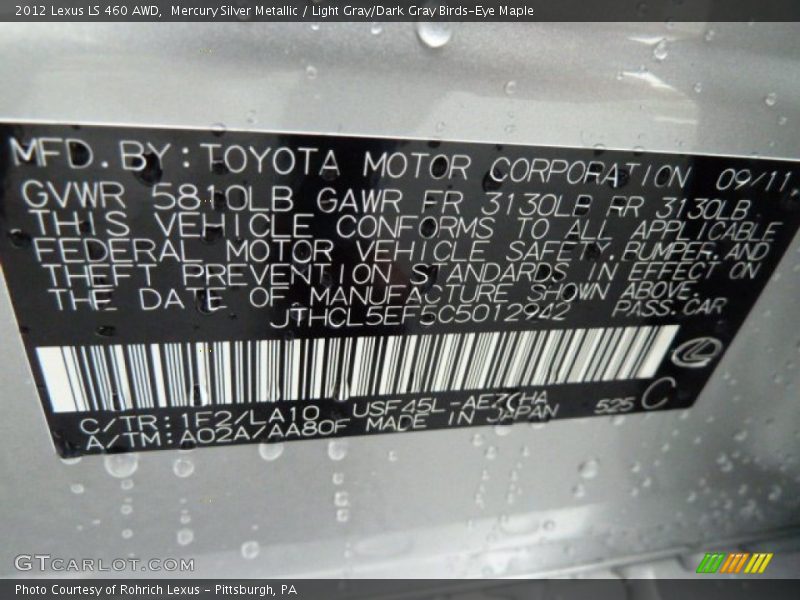 2012 Lexus LS 460 AWD, Mercury Silver Metallic / Light Gray/Dark Gray Birds-Eye Maple
MFD. BY: TOYOTA MOTOR CORPORATION 09/11
GVWR 5810LB GAWR FR 3130LB RR 3130LB
THIS VEHICLE CONFORMS TO ALL APPLICABLE
FEDERAL MOTOR VEHICLE SAFETY, BUMPER, AND
THEFT PREVENTION STANDARDS IN EFFECT ON
THE DATE OF MANUFACTURE SHOWN ABOVE.
JTHCL5EF5C5012942 PASS. CAR
C/TR: 1F2/LA10 USF45L-AEZGHA
A/TM: A02A/AA80F MADE IN JAPAN 525 C
GTCARLOT.COM
Photo Courtesy of Rohrich Lexus - Pittsburgh, PA